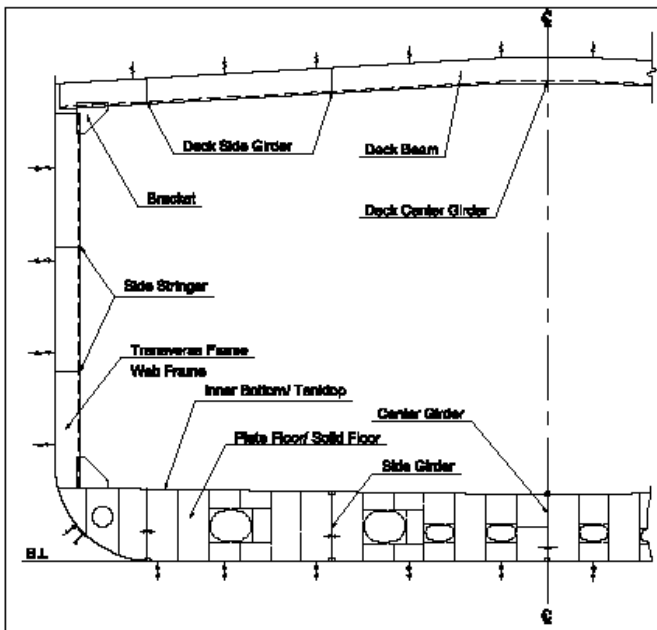 Deck Side Girder
Deck Beam
Bracket
Deck Center Girder
Side Stringer
Transverse Frame
Web Frame
Inner Bottom/ Tanktop
Center Girder
Plate Floor/ Solid Floor
Side Girder
B.L